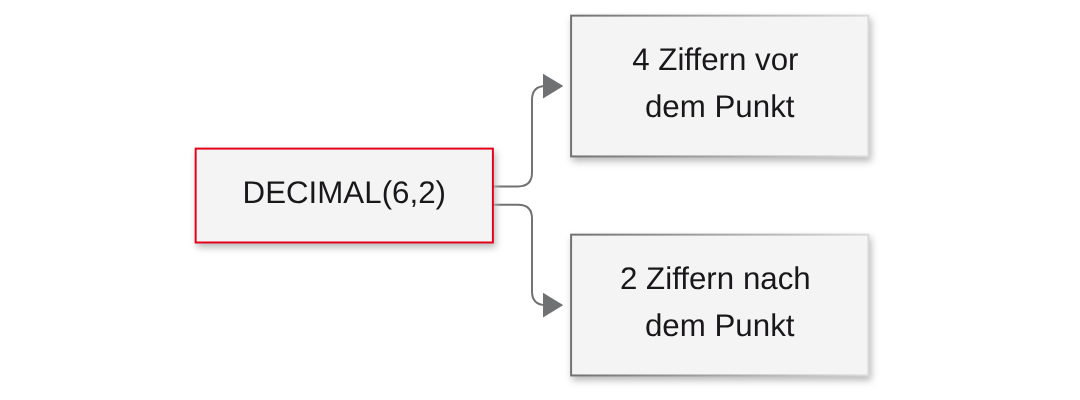 4 Ziffern vor
dem Punkt
DECIMAL(6,2)
2 Ziffern nach
dem Punkt